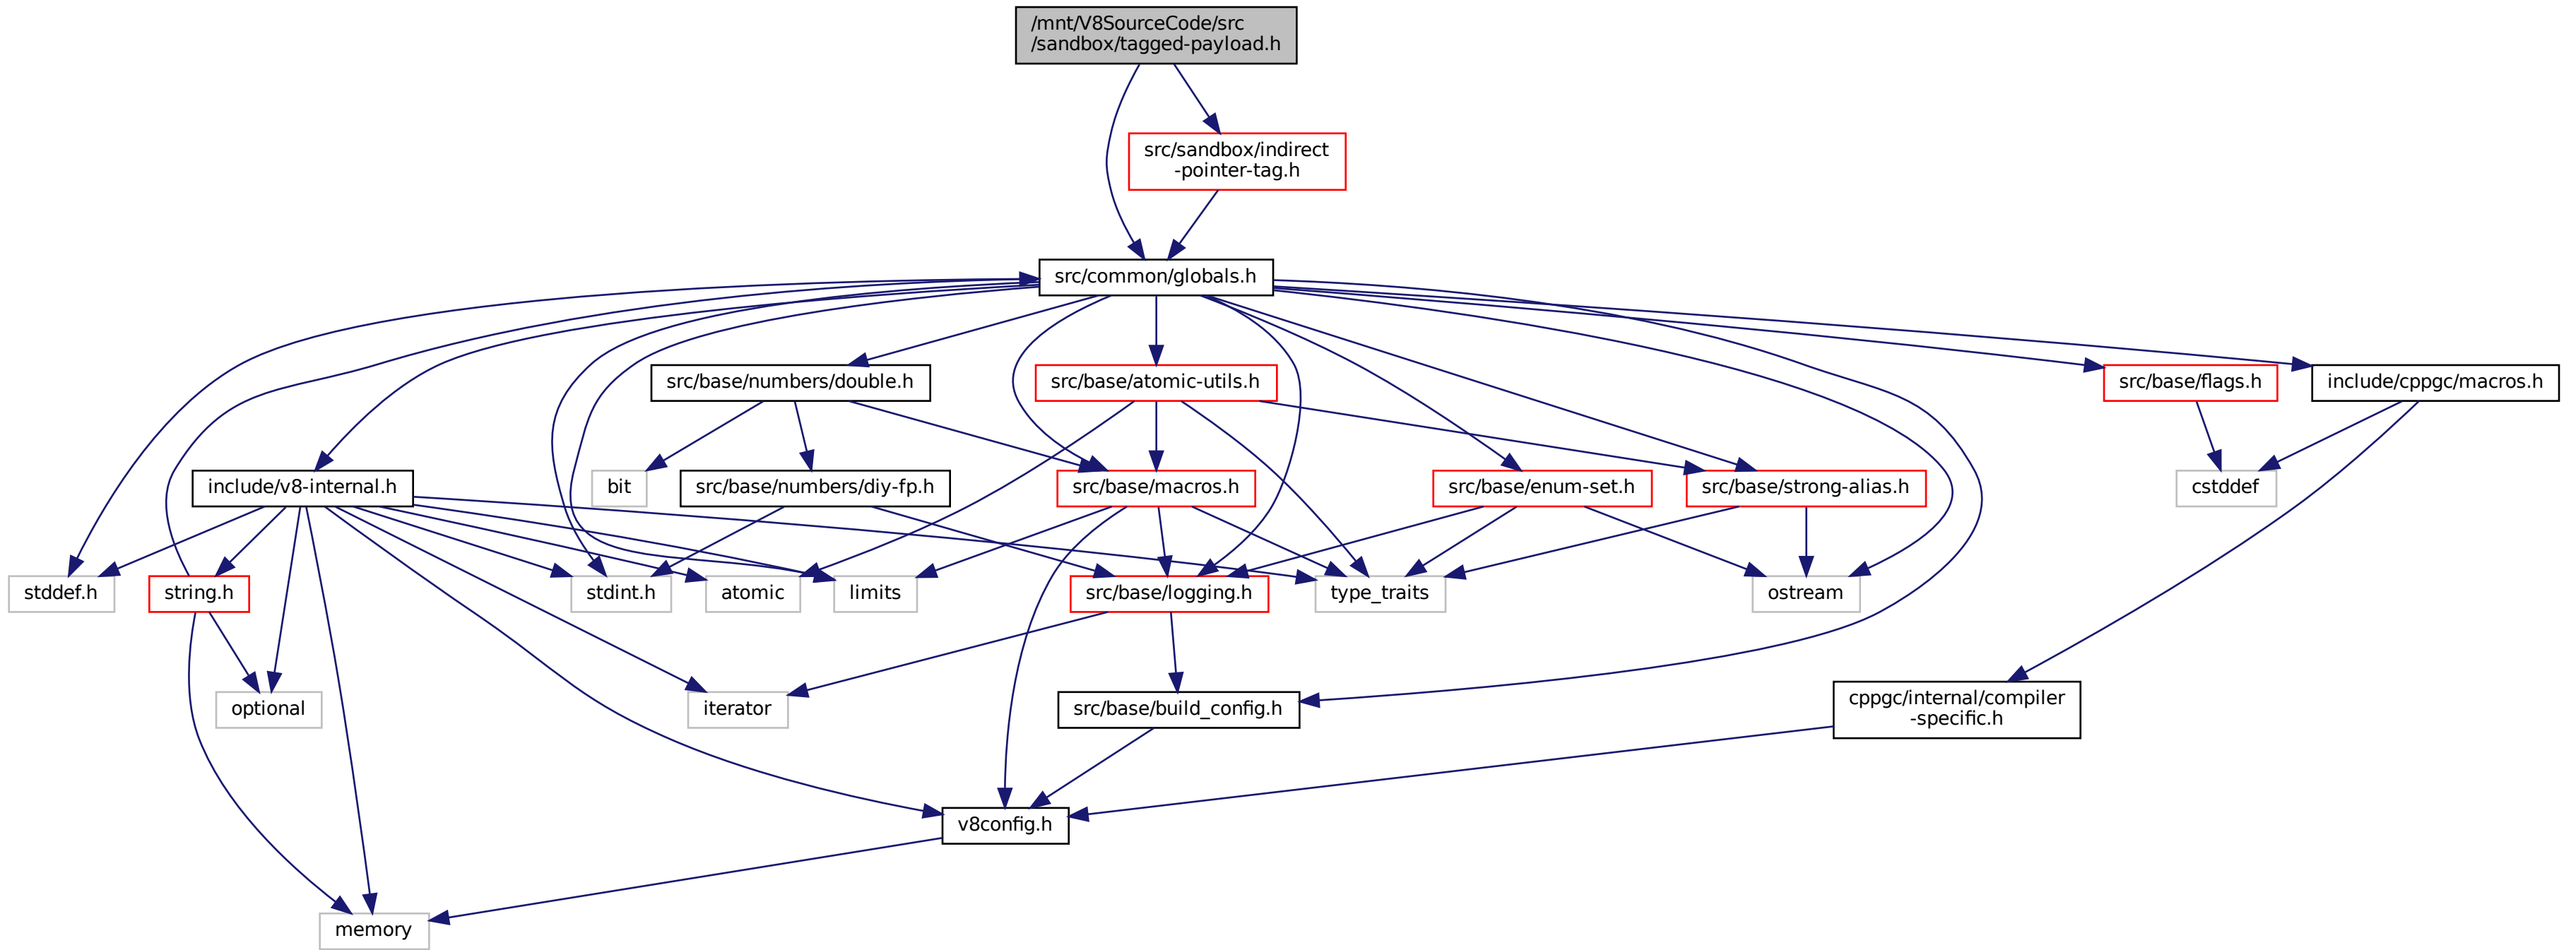 /mnt/V8SourceCode/src
/sandbox/tagged-payload.h
src/sandbox/indirect
-pointer-tag.h
src/common/globals.h
src/base/numbers/double.h
src/base/atomic-utils.h
src/base/flags.h
include/cppgc/macros.h
include/v8-internal.h
bit
src/base/numbers/diy-fp.h
src/base/macros.h
src/base/enum-set.h
src/base/strong-alias.h
cstddef
stddef.h
string.h
stdint.h
atomic
limits
src/base/logging.h
type_traits
ostream
optional
iterator
src/base/build_config.h
cppgc/internal/compiler
-specific.h
v8config.h
memory